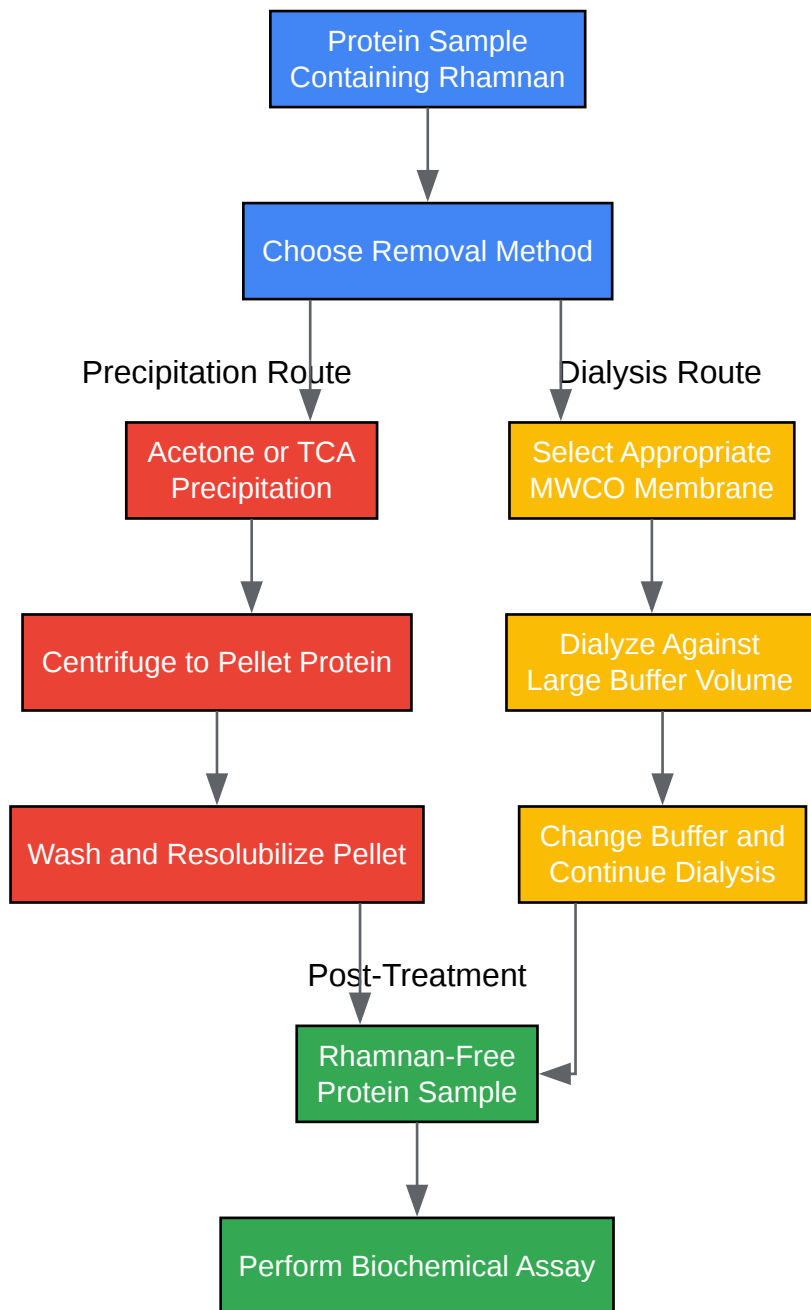 Protein Sample
Containing Rhamnan
Choose Removal Method
Precipitation Route
Dialysis Route
Acetone or TCA
Precipitation
Select Appropriate
MWCO Membrane
Centrifuge to Pellet Protein
Dialyze Against
Large Buffer Volume
Wash and Resolubilize Pellet
Change Buffer and
Continue Dialysis
Post-Treatment
Rhamnan-Free
Protein Sample
Perform Biochemical Assay